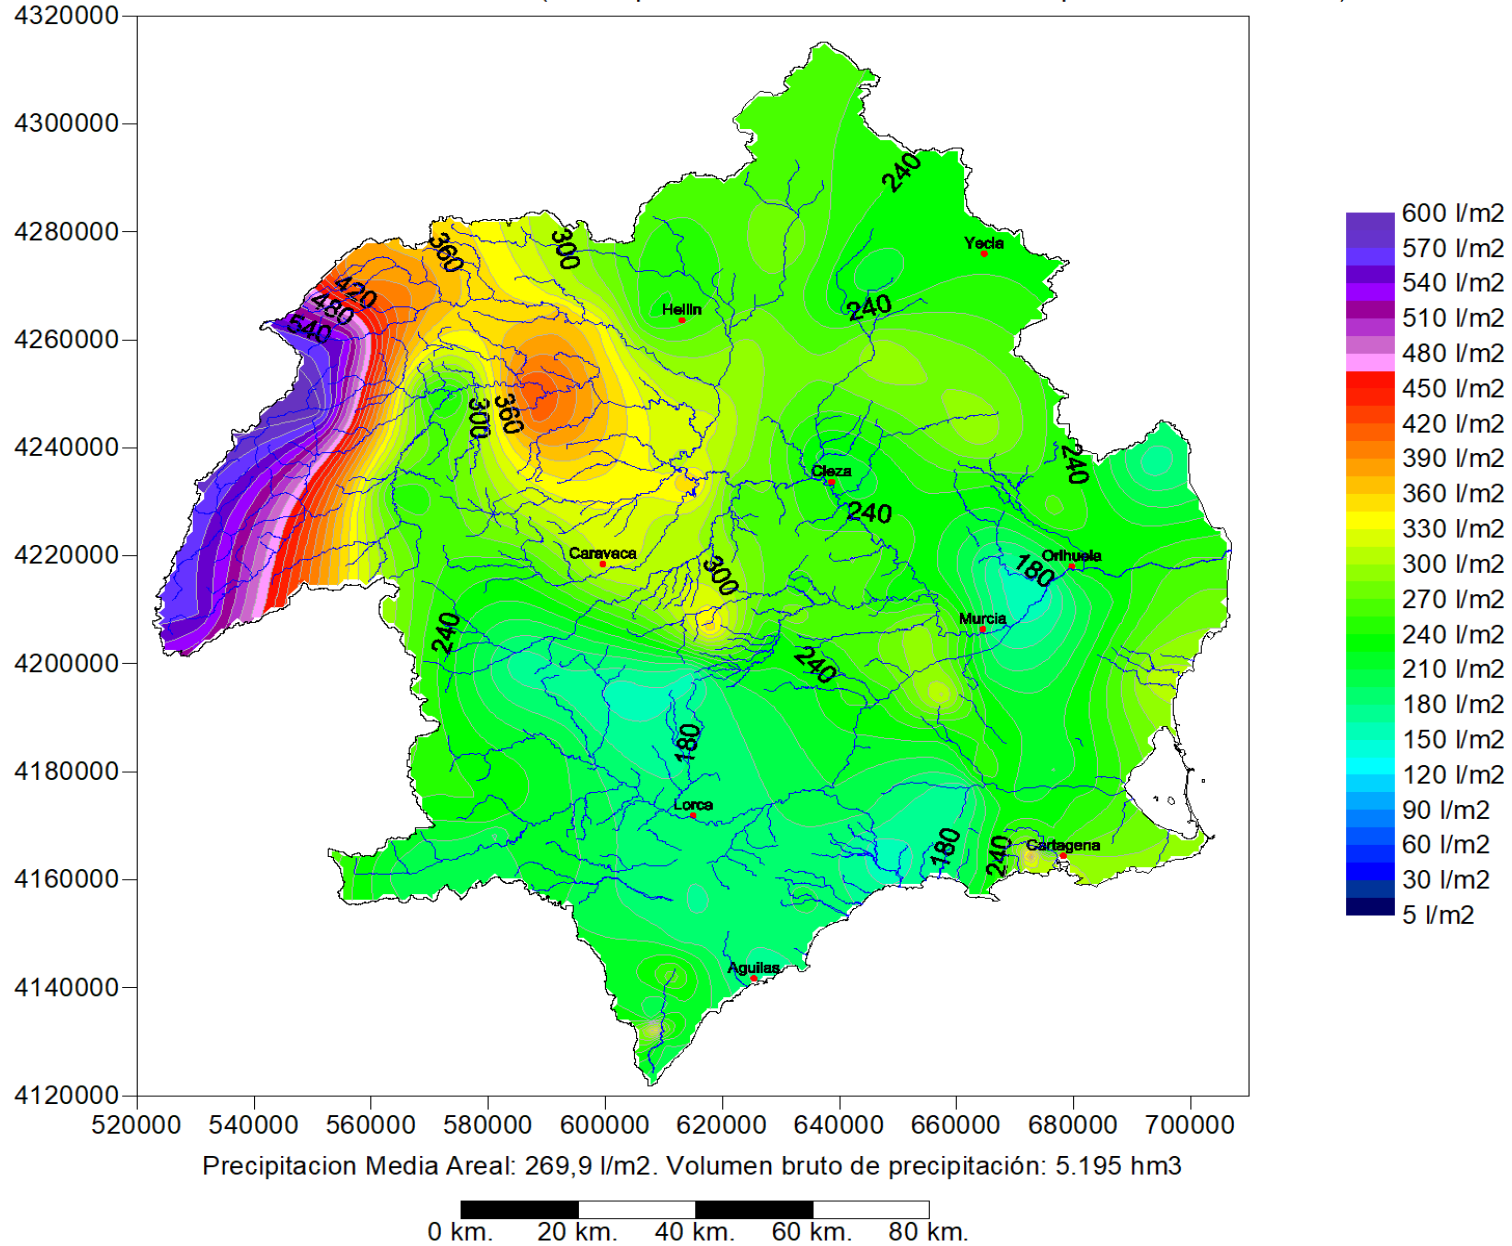 4320000
4300000
240
4280000
360
300
Yecla
600 l/m2
570 l/m2
540 l/m2
510 l/m2
480 l/m2
450 l/m2
420 l/m2
390 l/m2
360 l/m2
330 l/m2
300 l/m2
270 l/m2
240 l/m2
210 l/m2
180 l/m2
150 l/m2
120 l/m2
90 l/m2
60 l/m2
30 l/m2
5 l/m2
420
480
540
Hellin
240
4260000
300
360
4240000
Cieza
240
240
4220000
Caravaca
300
180
Orihuela
240
Murcia
4200000
240
180
4180000
Lorca
180
240
Cartagena
4160000
Aguilas
4140000
4120000
520000 540000 560000 580000 600000 620000 640000 660000 680000 700000
Precipitacion Media Areal: 269,9 l/m2. Volumen bruto de precipitación: 5.195 hm3
0 km. 20 km. 40 km. 60 km. 80 km.